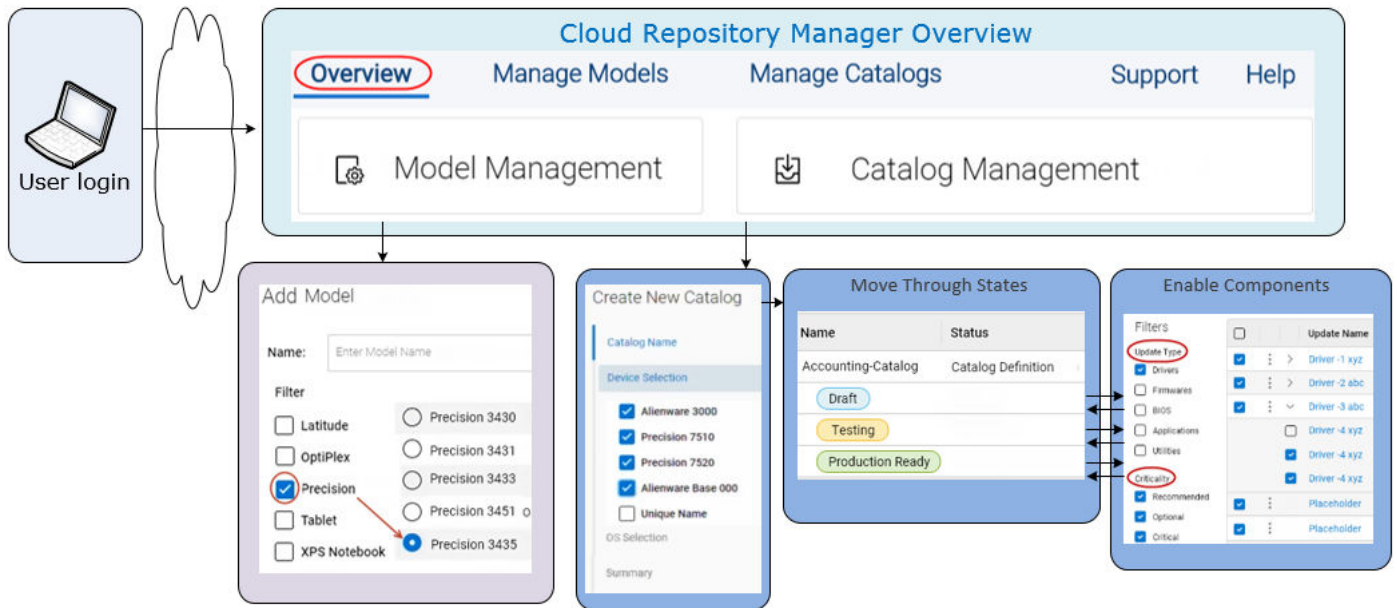 Cloud Repository Manager Overview
Overview Manage Models Manage Catalogs Support Help
Model Management Catalog Management
User login
Add Model
Name: Enter Model Name
Filter
Latitude
OptiPlex
Precision
Tablet
XPS Notebook
Precision 3430
Precision 3431
Precision 3433
Precision 3451 o
Precision 3435
Create New Catalog
Catalog Name
Device Selection
Alienware 3000
Precision 7510
Precision 7520
Alienware Base 000
Unique Name
OS Selection
Summary
Move Through States
Name Status
Accounting-Catalog Catalog Definition
Draft
Testing
Production Ready
Enable Components
Filters
Update Type
Drivers
Firmwares
BIOS
Applications
Utilities
Criticality
Recommended
Optional
Critical
Update Name
Driver -1 xyz
Driver -2 abc
Driver -3 abc
Driver -4 xyz
Driver -4 xyz
Driver -4 xyz
Placeholder
Placeholder